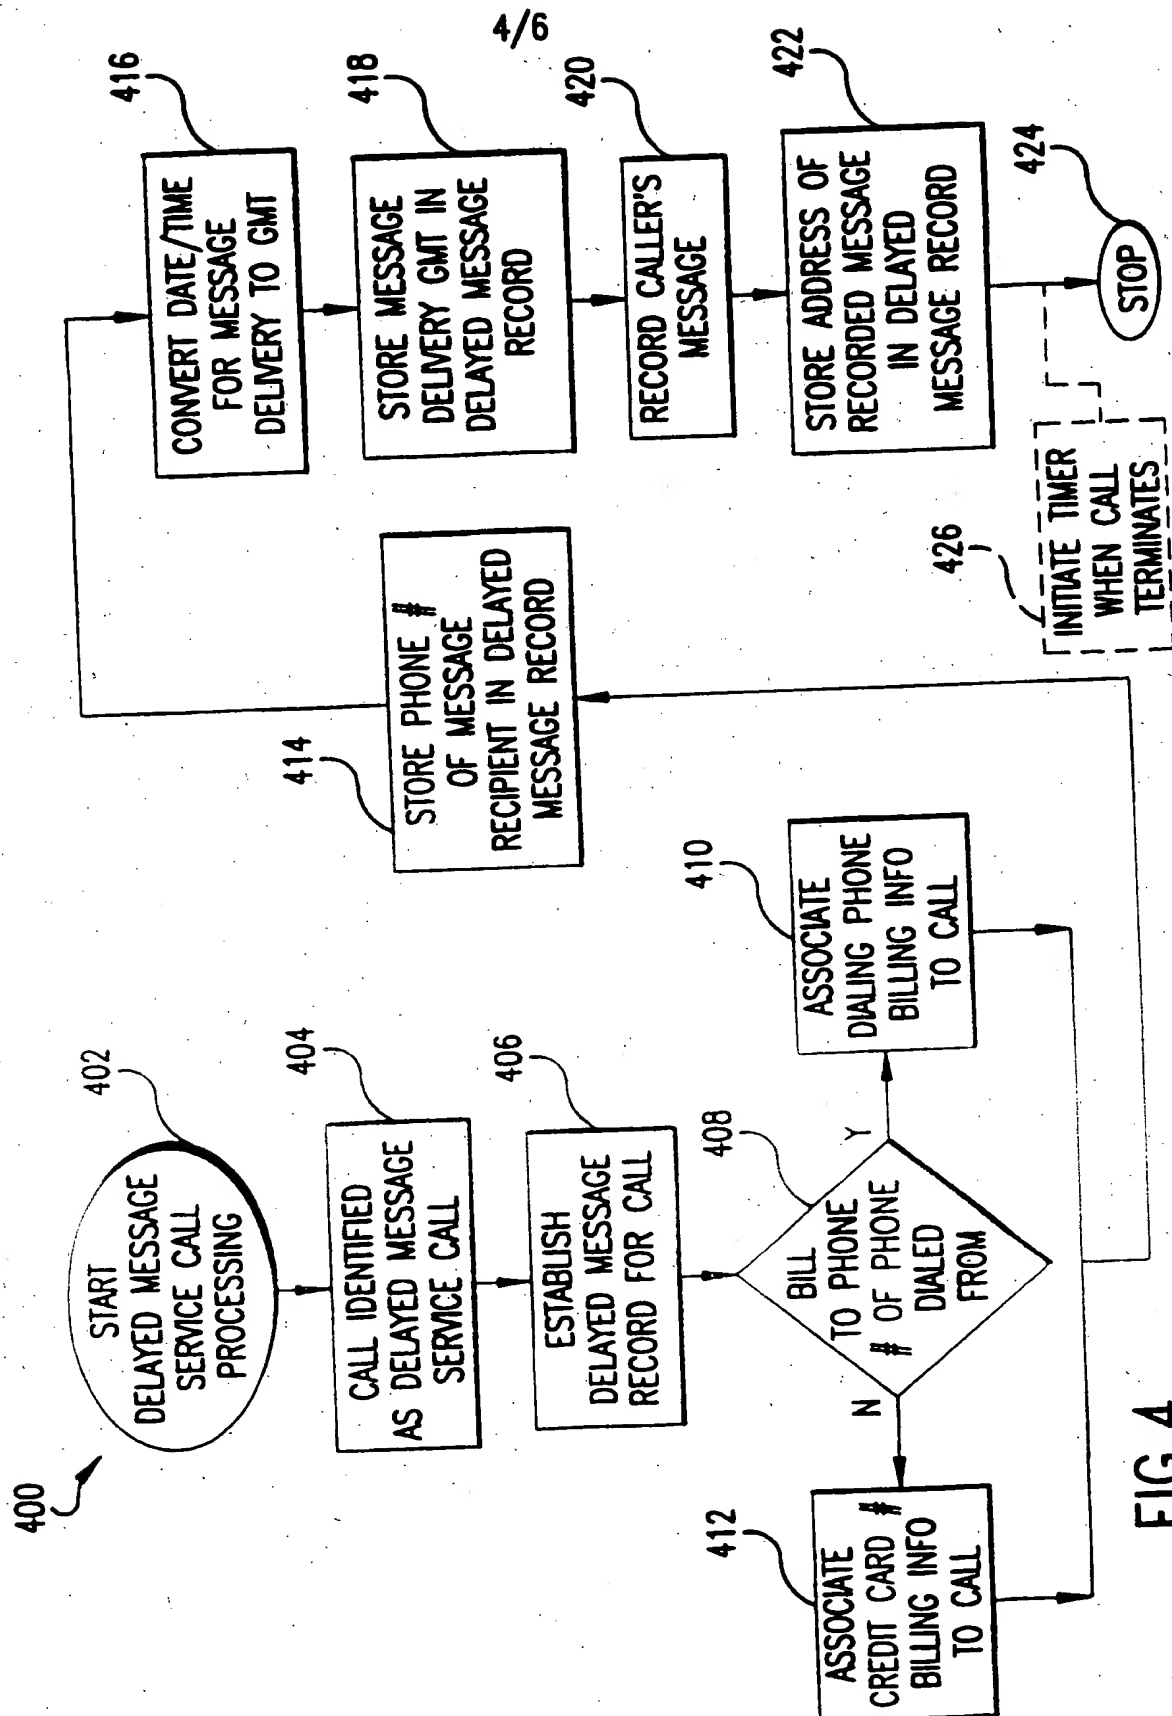 4/6
400
402
START
DELAYED MESSAGE
SERVICE CALL
PROCESSING
404
CALL IDENTIFIED
AS DELAYED MESSAGE
SERVICE CALL
406
ESTABLISH
DELAYED MESSAGE
RECORD FOR CALL
408
BILL
TO PHONE
# OF PHONE
DIALED
FROM
Y
N
410
ASSOCIATE
DIALING PHONE
BILLING INFO
TO CALL
412
ASSOCIATE
CREDIT CARD #
BILLING INFO
TO CALL
414
STORE PHONE #
OF MESSAGE
RECIPIENT IN DELAYED
MESSAGE RECORD
416
CONVERT DATE/TIME
FOR MESSAGE
DELIVERY TO GMT
418
STORE MESSAGE
DELIVERY GMT IN
DELAYED MESSAGE
RECORD
420
RECORD CALLER'S
MESSAGE
422
STORE ADDRESS OF
RECORDED MESSAGE
IN DELAYED
MESSAGE RECORD
424
STOP
426
INITIATE TIMER
WHEN CALL
TERMINATES
FIG.4